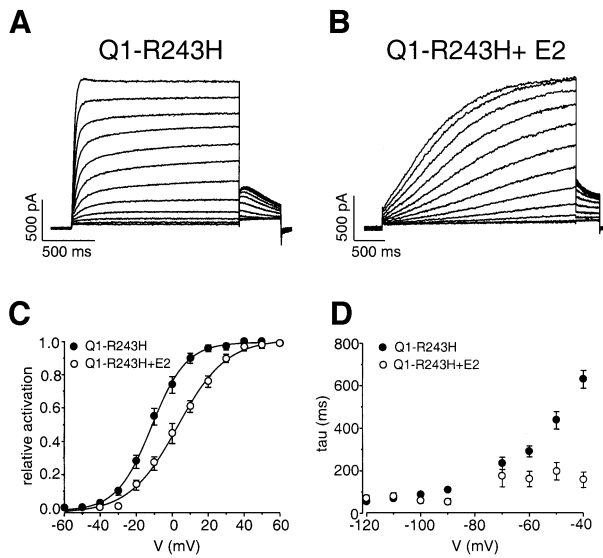 A
Q1-R243H
500 pA
500 ms
B
Q1-R243H+ E2
500 pA
500 ms
C
Q1-R243H
Q1-R243H+E2
relative activation
1.0
0.8
0.6
0.4
0.2
0.0
-60 -40 -20 0 20 40 60
V (mV)
D
Q1-R243H
Q1-R243H+E2
tau (ms)
800
600
400
200
0
-120 -100 -80 -60 -40
V (mV)